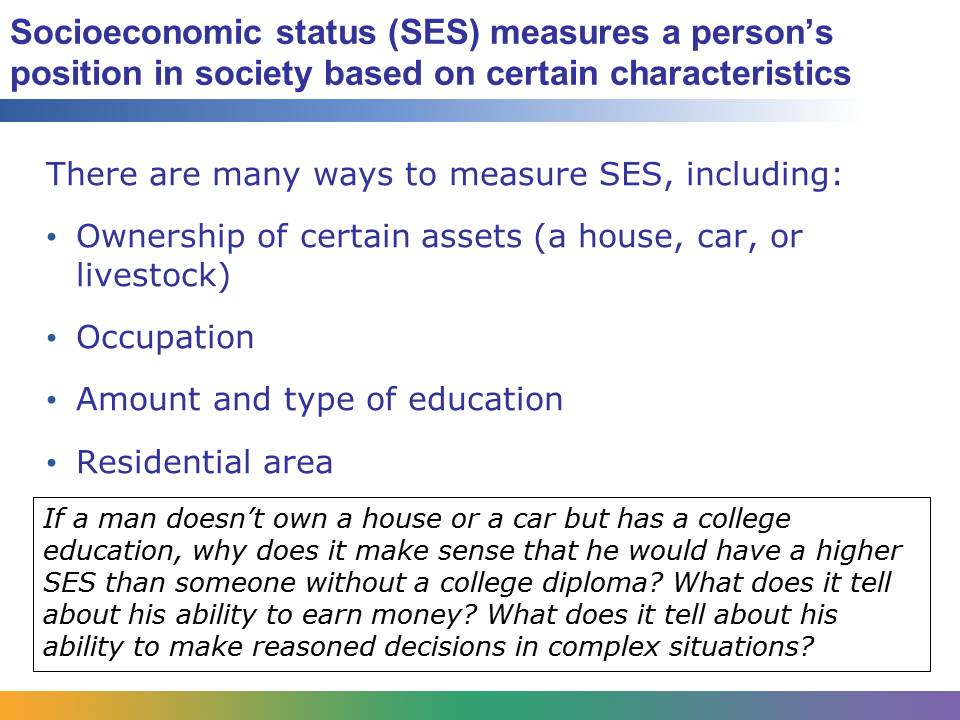 Socioeconomic status (SES) measures a person’s
position in society based on certain characteristics
There are many ways to measure SES, including:
• Ownership of certain assets (a house, car, or
livestock)
• Occupation
• Amount and type of education
• Residential area
If a man doesn’t own a house or a car but has a college
education, why does it make sense that he would have a higher
SES than someone without a college diploma? What does it tell
about his ability to earn money? What does it tell about his
ability to make reasoned decisions in complex situations?